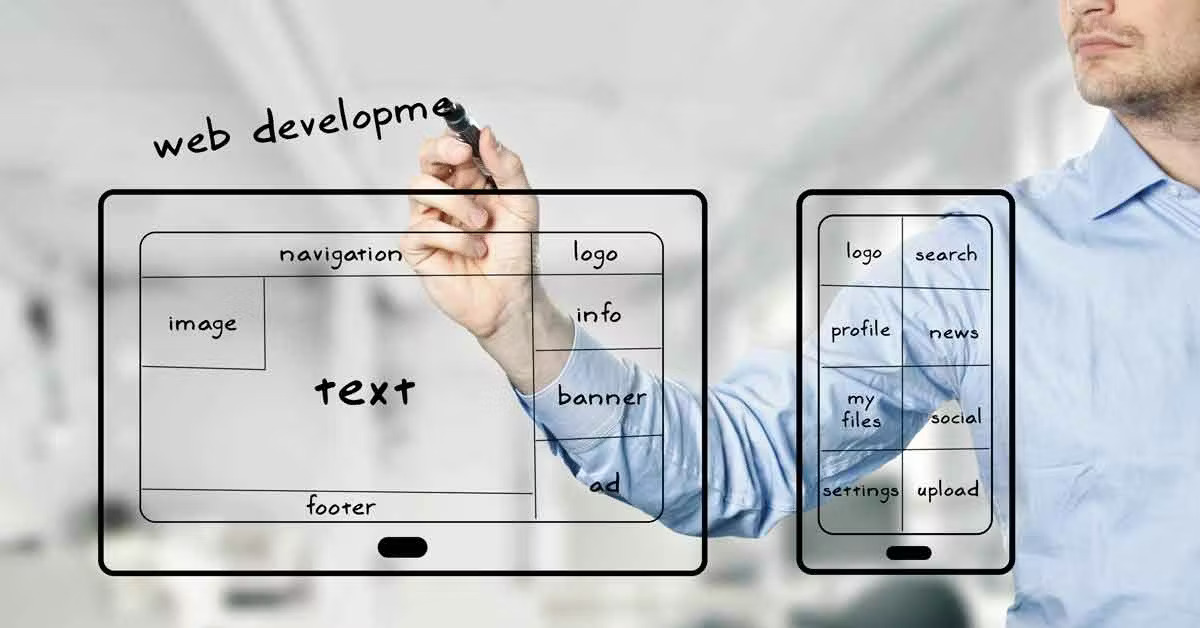 web developme
navigation
logo
image
info
text
banner
ad
footer
logo
search
profile
news
my
files
social
settings
upload